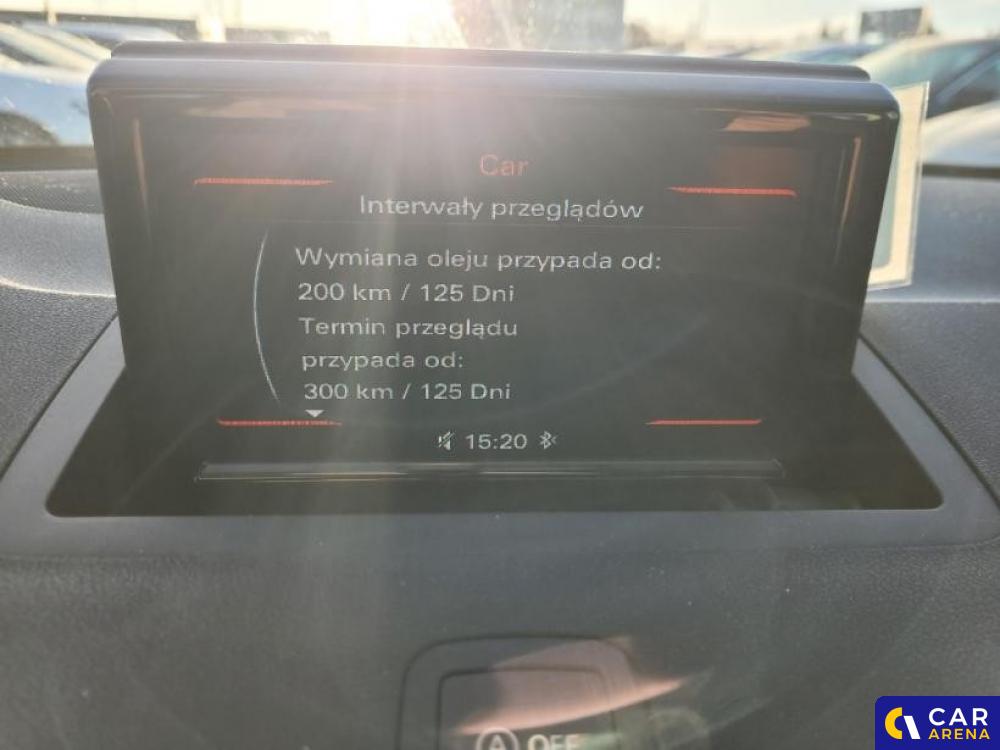 Car
Interwały przeglądów
Wymiana oleju przypada od:
200 km / 125 Dni
Termin przeglądu
przypada od:
300 km / 125 Dni
15:20
A OFF
CAR
ARENA